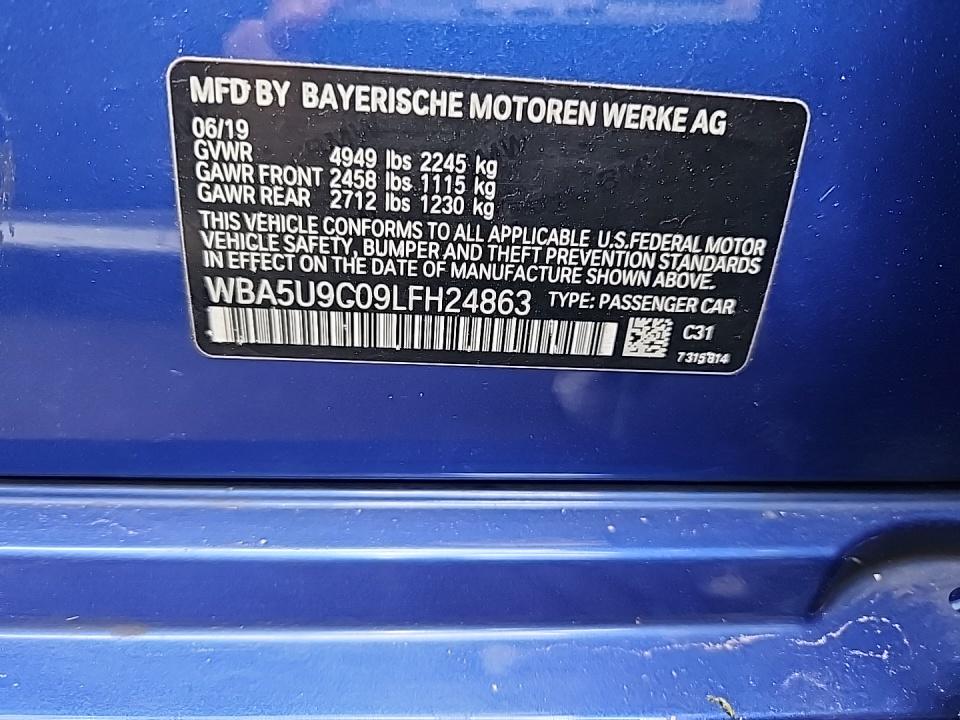 MFD BY BAYERISCHE MOTOREN WERKE AG
06/19
GVWR 4949 lbs 2245 kg
GAWR FRONT 2458 lbs 1115 kg
GAWR REAR 2712 lbs 1230 kg
THIS VEHICLE CONFORMS TO ALL APPLICABLE U.S.FEDERAL MOTOR
VEHICLE SAFETY, BUMPER AND THEFT PREVENTION STANDARDS
IN EFFECT ON THE DATE OF MANUFACTURE SHOWN ABOVE.
WBA5U9C09LFH24863 TYPE: PASSENGER CAR
C31
7315814